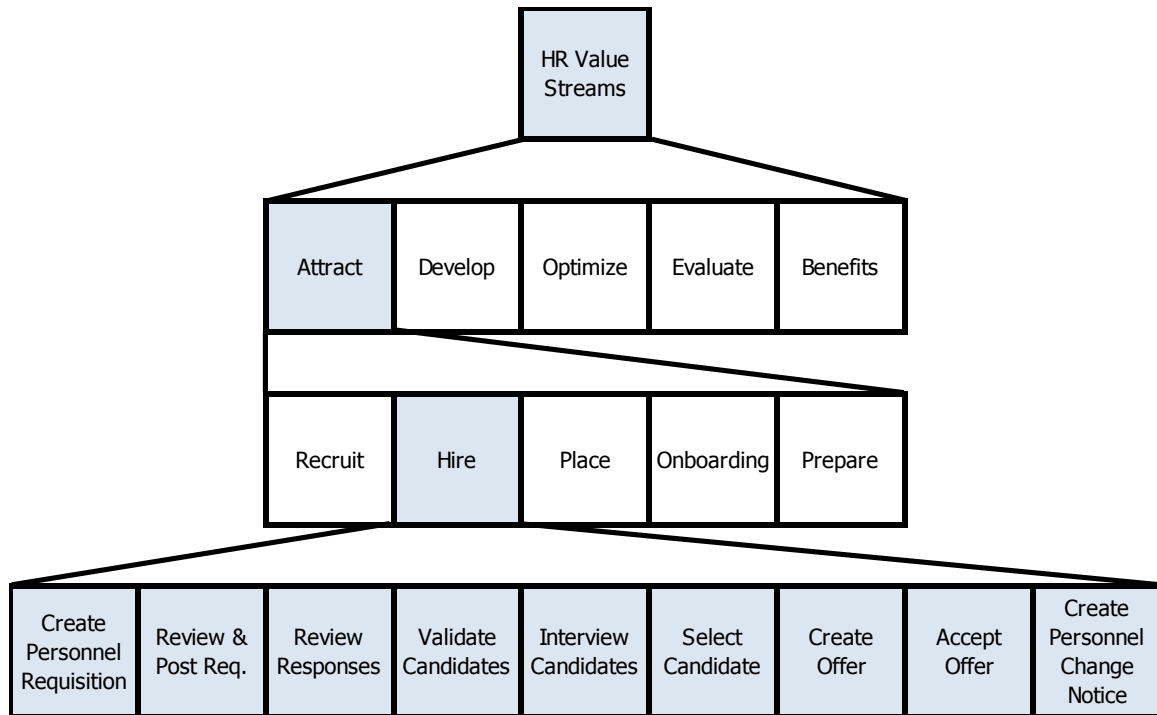 HR Value
Streams
Attract
Develop
Optimize
Evaluate
Benefits
Recruit
Hire
Place
Onboarding
Prepare
Create
Personnel
Requisition
Review &
Post Req.
Review
Responses
Validate
Candidates
Interview
Candidates
Select
Candidate
Create
Offer
Accept
Offer
Create
Personnel
Change
Notice